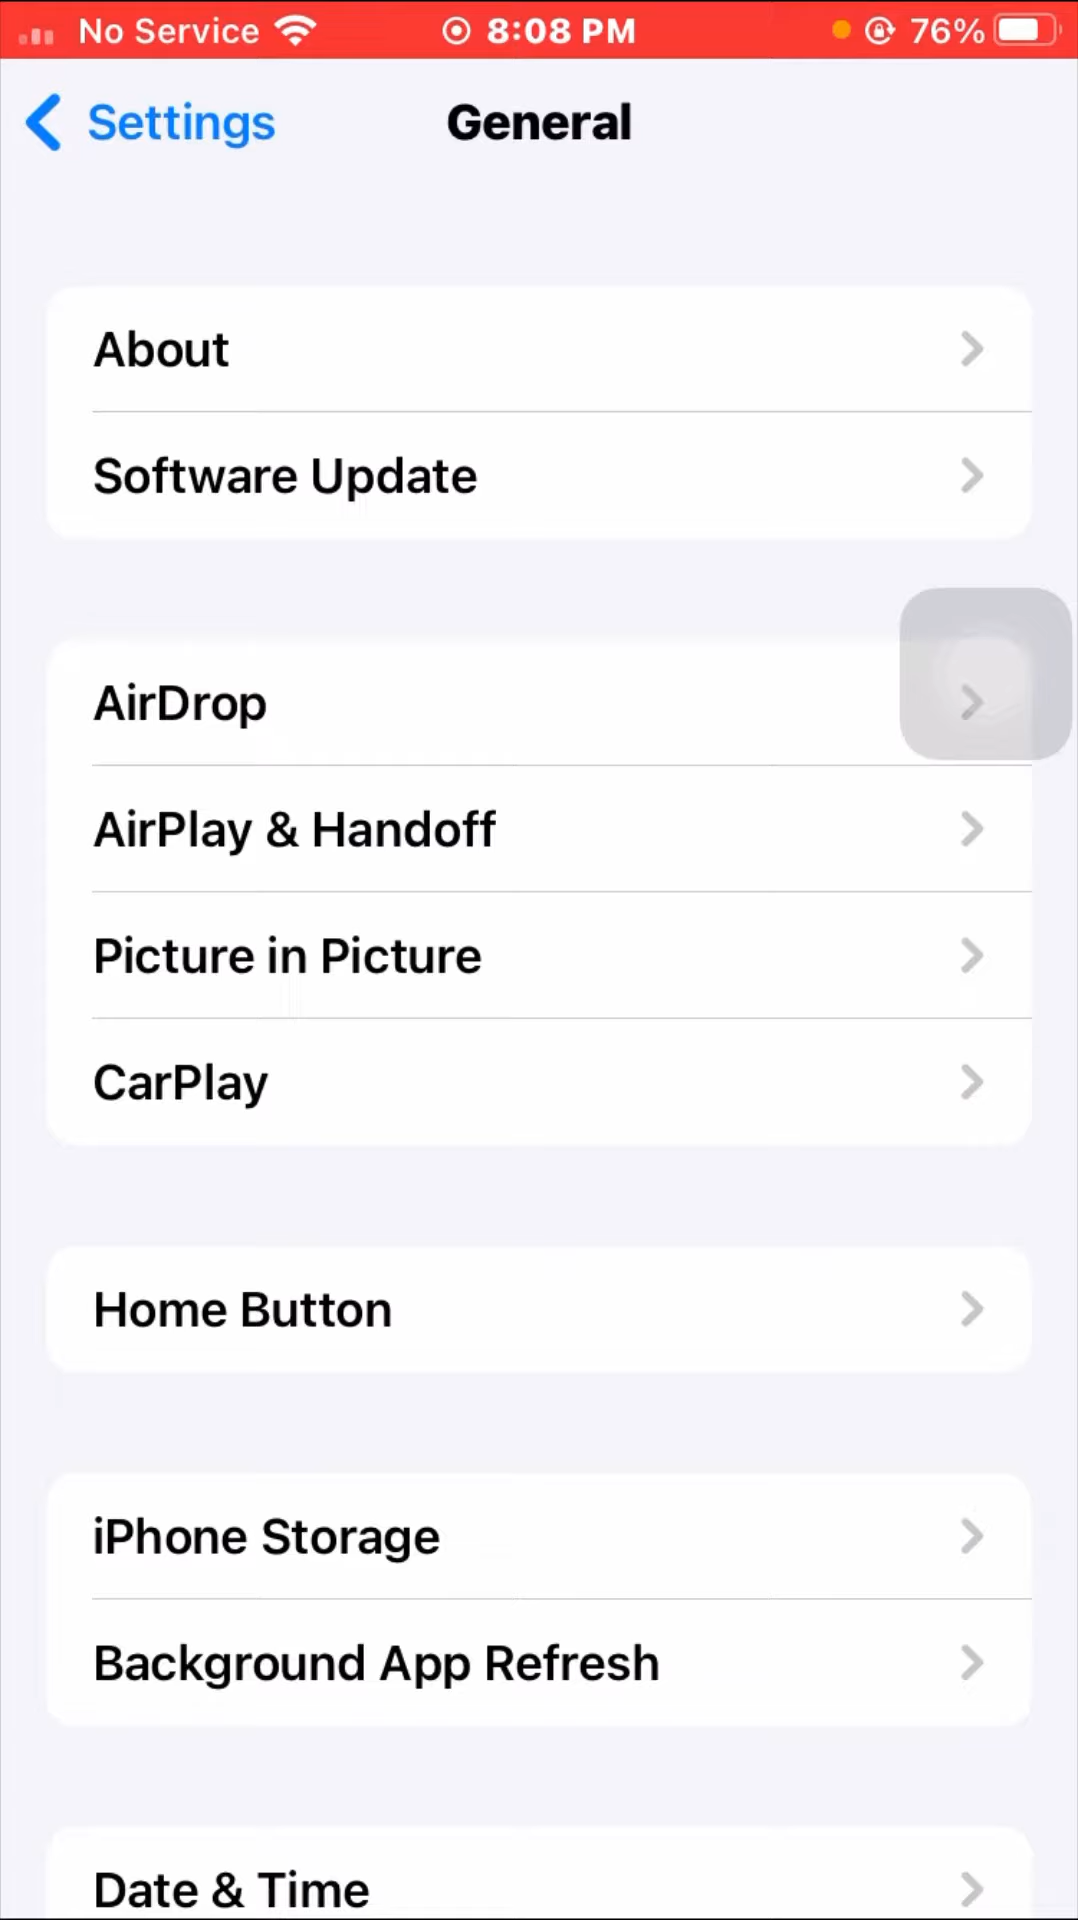 No Service 8:08 PM 76%
Settings General
About
Software Update
AirDrop
AirPlay & Handoff
Picture in Picture
CarPlay
Home Button
iPhone Storage
Background App Refresh
Date & Time